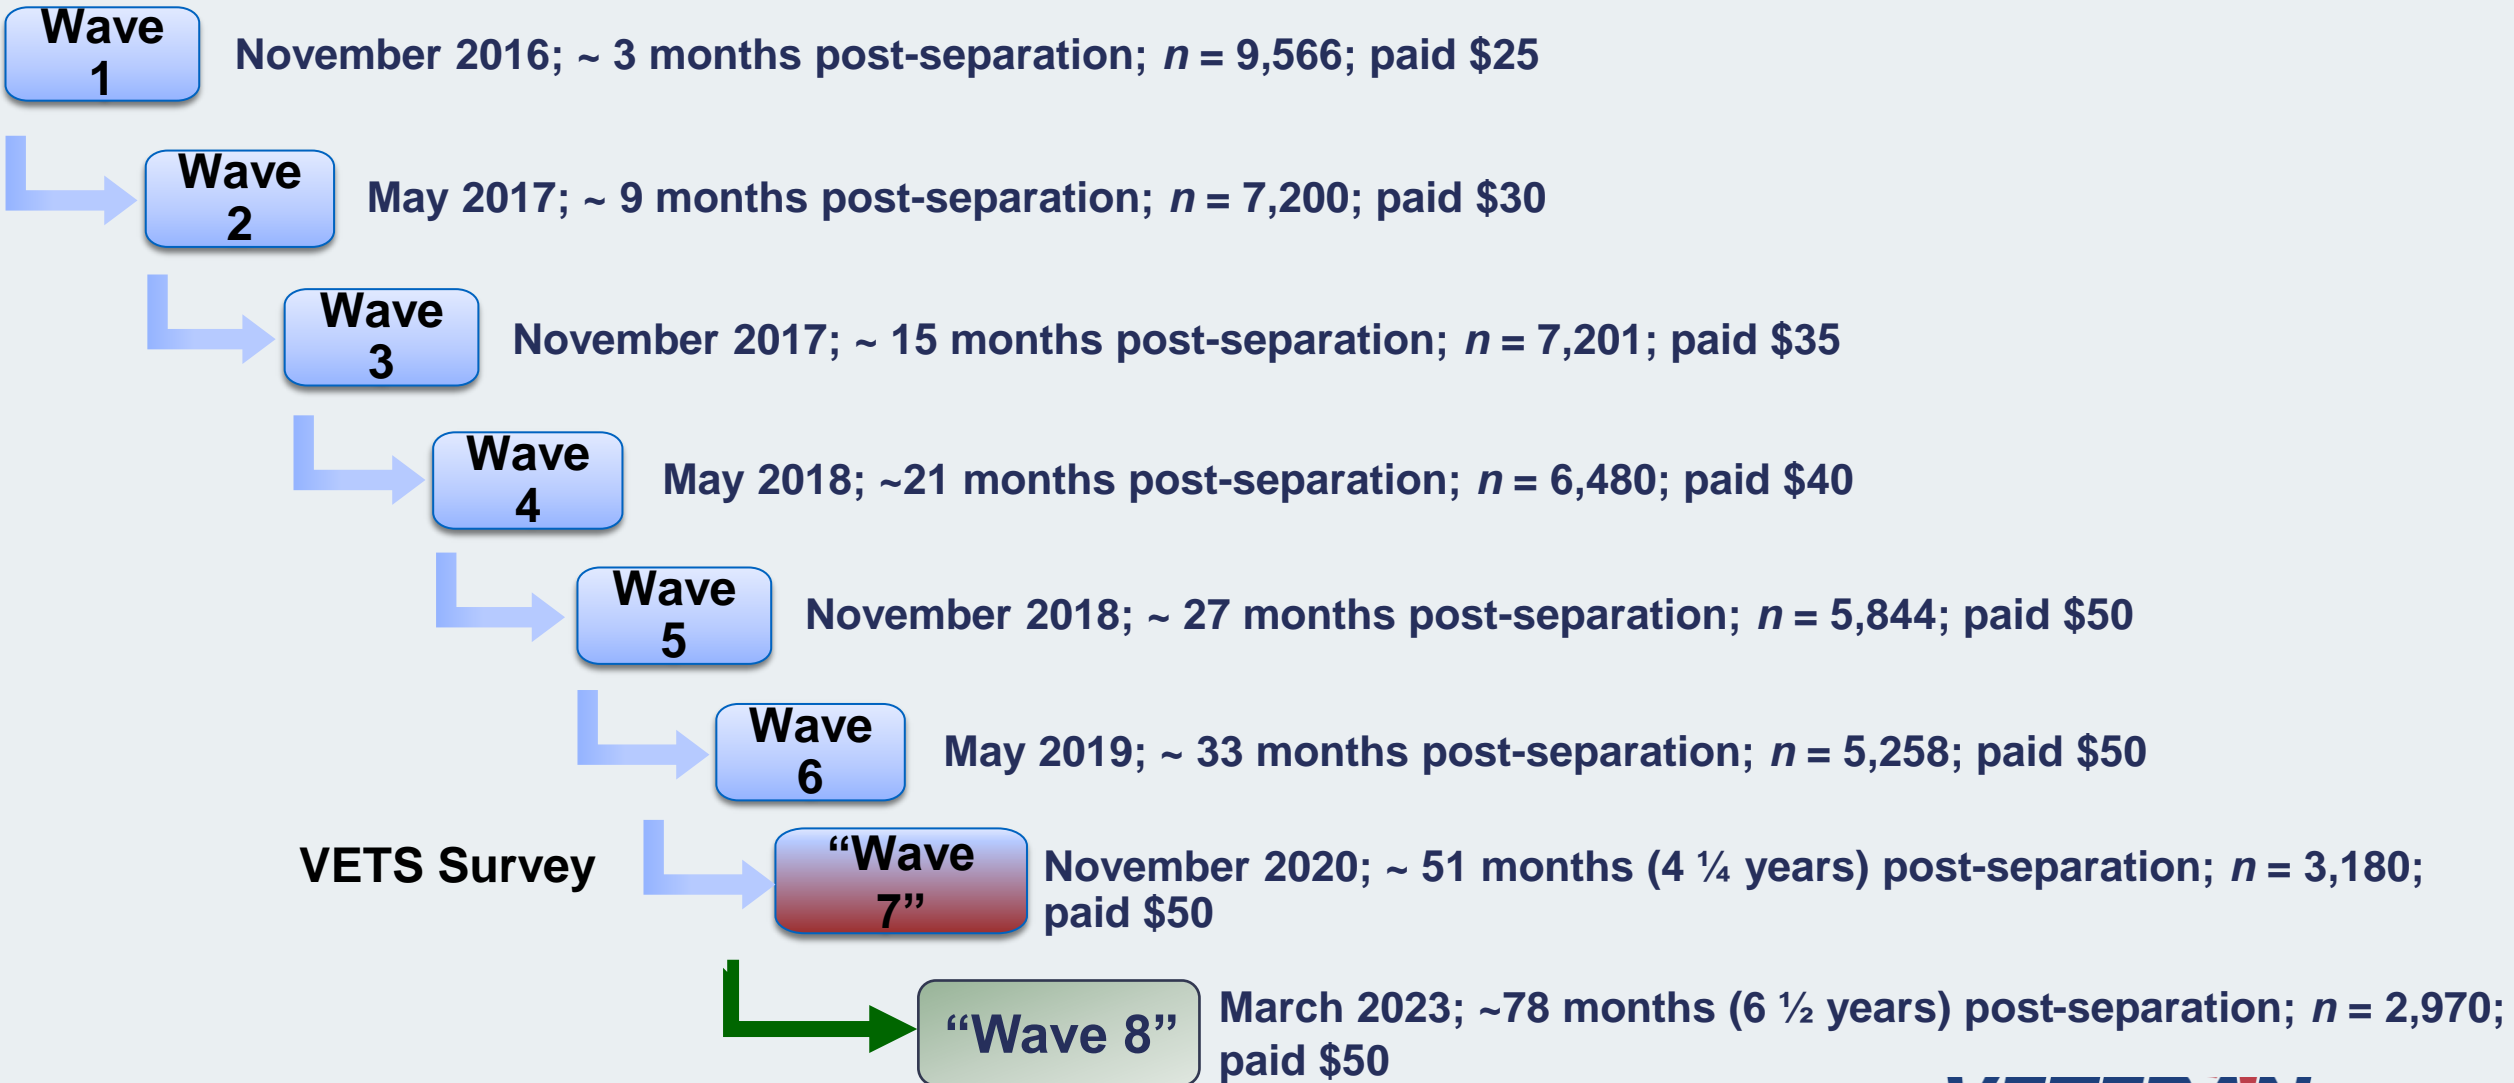 Wave
1
November 2016; ~ 3 months post-separation; n = 9,566; paid $25
Wave
2
May 2017; ~ 9 months post-separation; n = 7,200; paid $30
Wave
3
November 2017; ~ 15 months post-separation; n = 7,201; paid $35
Wave
4
May 2018; ~21 months post-separation; n = 6,480; paid $40
Wave
5
November 2018; ~ 27 months post-separation; n = 5,844; paid $50
Wave
6
May 2019; ~ 33 months post-separation; n = 5,258; paid $50
VETS Survey
“Wave
7”
November 2020; ~ 51 months (4 ¼ years) post-separation; n = 3,180;
paid $50
“Wave 8”
March 2023; ~78 months (6 ½ years) post-separation; n = 2,970;
paid $50